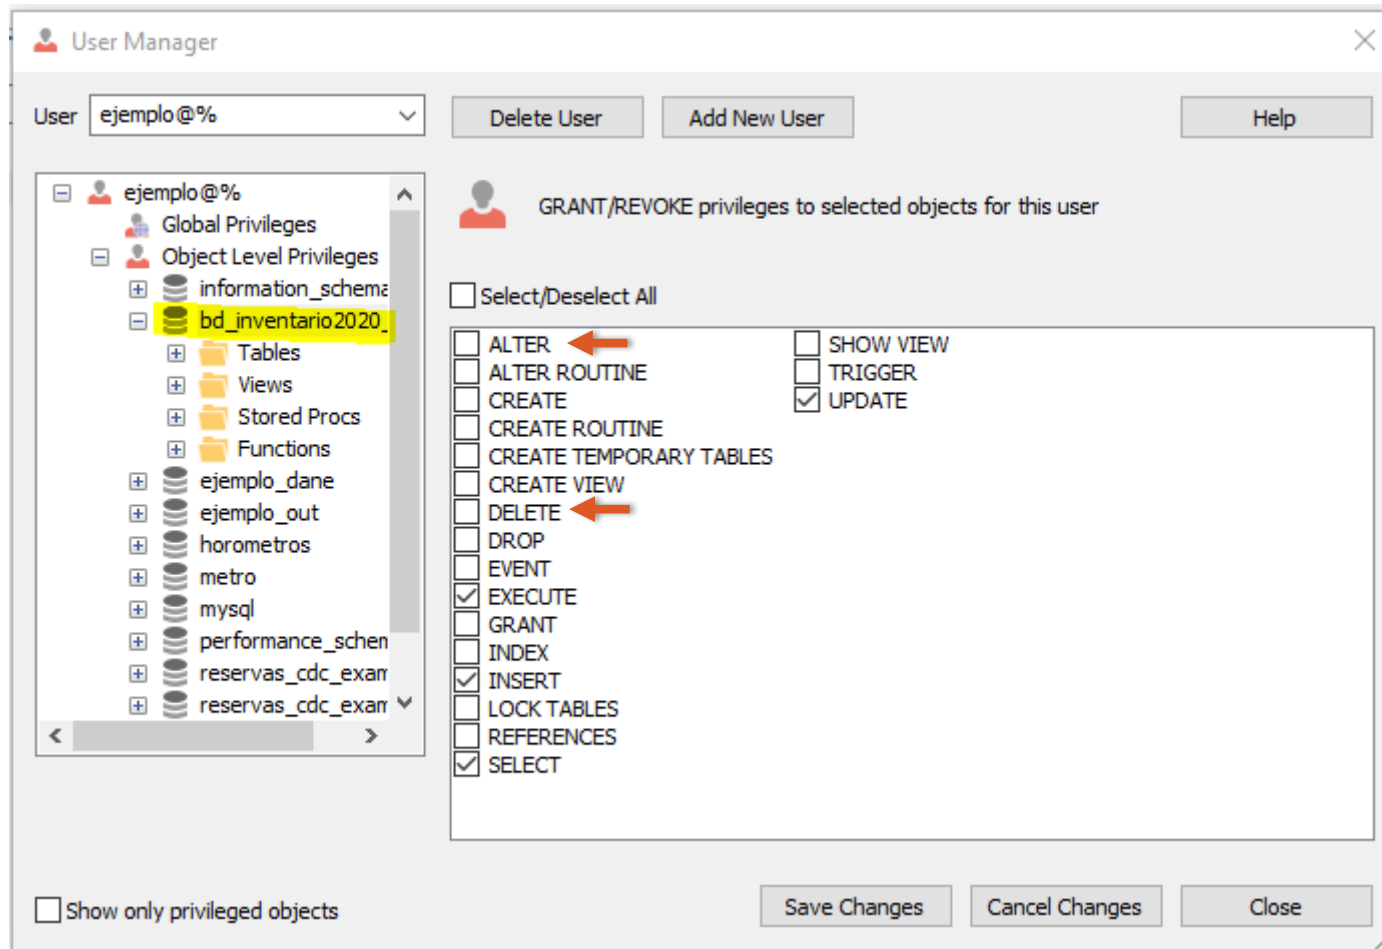 User Manager
User ejemplo@% Delete User Add New User Help
ejemplo@%
Global Privileges
Object Level Privileges
information_schema
bd_inventario2020_
Tables
Views
Stored Procs
Functions
ejemplo_dane
ejemplo_out
horometros
metro
mysql
performance_schem
reservas_cdc_exam
reservas_cdc_exam
GRANT/REVOKE privileges to selected objects for this user
Select/Deselect All
ALTER
ALTER ROUTINE
CREATE
CREATE ROUTINE
CREATE TEMPORARY TABLES
CREATE VIEW
DELETE
DROP
EVENT
EXECUTE
GRANT
INDEX
INSERT
LOCK TABLES
REFERENCES
SELECT
SHOW VIEW
TRIGGER
UPDATE
Show only privileged objects
Save Changes Cancel Changes Close